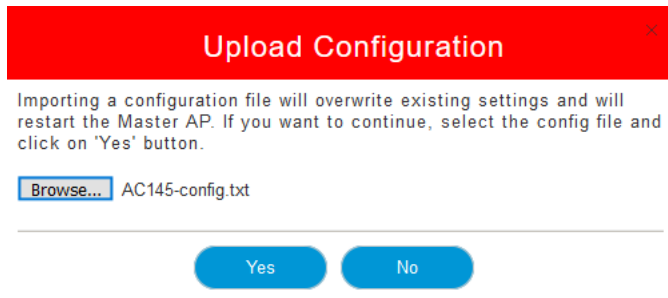 Upload Configuration
×
Importing a configuration file will overwrite existing settings and will
restart the Master AP. If you want to continue, select the config file and
click on 'Yes' button.
Browse... AC145-config.txt
Yes No